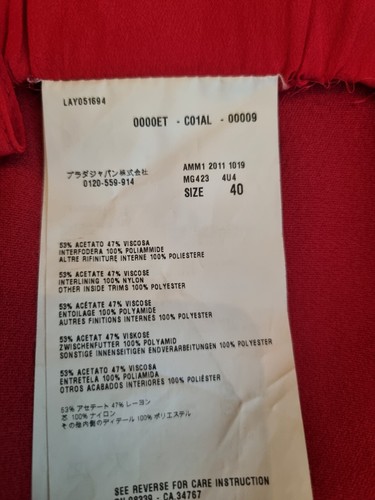 LAY051694
0000ET - C01AL - 00009
プラダジャパン株式会社
0120-559-914
AMM1 2011 1019
MG423 4U4
SIZE 40
53% ACETATO 47% VISCOSA
INTERFODERA 100% POLIAMMIDE
ALTRE RIFINITURE INTERNE 100% POLIESTERE
53% ACETATE 47% VISCOSE
INTERLINING 100% NYLON
OTHER INSIDE TRIMS 100% POLYESTER
53% ACÉTATE 47% VISCOSE
ENTOILAGE 100% POLYAMIDE
AUTRES FINITIONS INTERNES 100% POLYESTER
53% ACETAT 47% VISKOSE
ZWISCHENFUTTER 100% POLYAMID
SONSTIGE INNENSEITIGEN ENDVERARBEITUNGEN 100% POLYESTER
53% ACETATO 47% VISCOSA
ENTRETELA 100% POLIAMIDA
OTROS ACABADOS INTERIORES 100% POLIÉSTER
53% アセテート 47% レーヨン
芯 100% ナイロン
その他内側のディテール 100% ポリエステル
SEE REVERSE FOR CARE INSTRUCTION
08339 - CA.34767